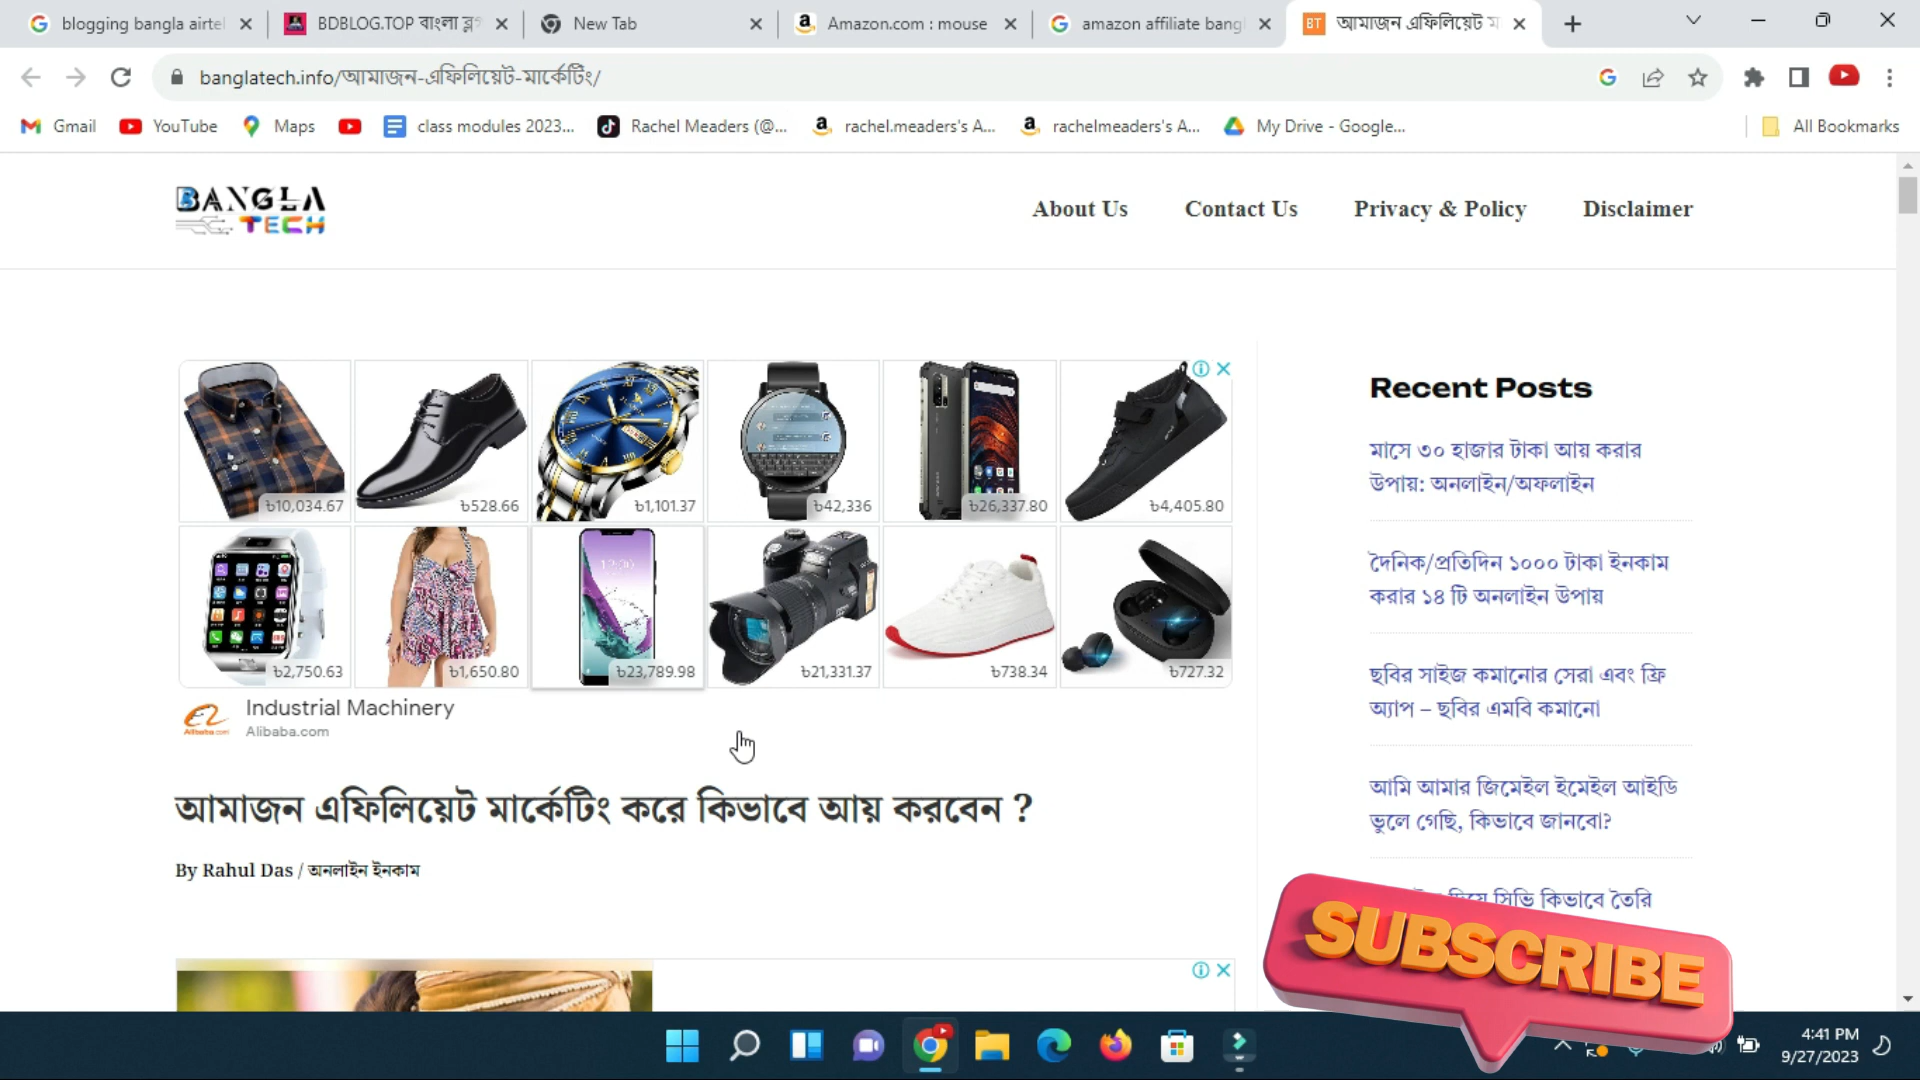 blogging bangla airtel
BDBLOG.TOP বাংলা ব্লগ
New Tab
Amazon.com : mouse
amazon affiliate bang
আমাজন এফিলিয়েট ম
banglatech.info/আমাজন-এফিলিয়েট-মার্কেটিং/
Gmail
YouTube
Maps
class modules 2023...
Rachel Meaders (@...
rachel.meaders's A...
rachelmeaders's A...
My Drive - Google...
All Bookmarks
BANGLA
TECH
About Us
Contact Us
Privacy & Policy
Disclaimer
৳10,034.67
৳528.66
৳1,101.37
৳42,336
৳26,337.80
৳4,405.80
৳2,750.63
৳1,650.80
৳23,789.98
৳21,331.37
৳738.34
৳727.32
Industrial Machinery
Alibaba.com
আমাজন এফিলিয়েট মার্কেটিং করে কিভাবে আয় করবেন ?
By Rahul Das / অনলাইন ইনকাম
Recent Posts
মাসে ৩০ হাজার টাকা আয় করার
উপায়: অনলাইন/অফলাইন
দৈনিক/প্রতিদিন ১০০০ টাকা ইনকাম
করার ১৪ টি অনলাইন উপায়
ছবির সাইজ কমানোর সেরা এবং ফ্রি
অ্যাপ – ছবির এমবি কমানো
আমি আমার জিমেইল ইমেইল আইডি
ভুলে গেছি, কিভাবে জানবো?
দিয়ে সিভি কিভাবে তৈরি
SUBSCRIBE
4:41 PM
9/27/2023